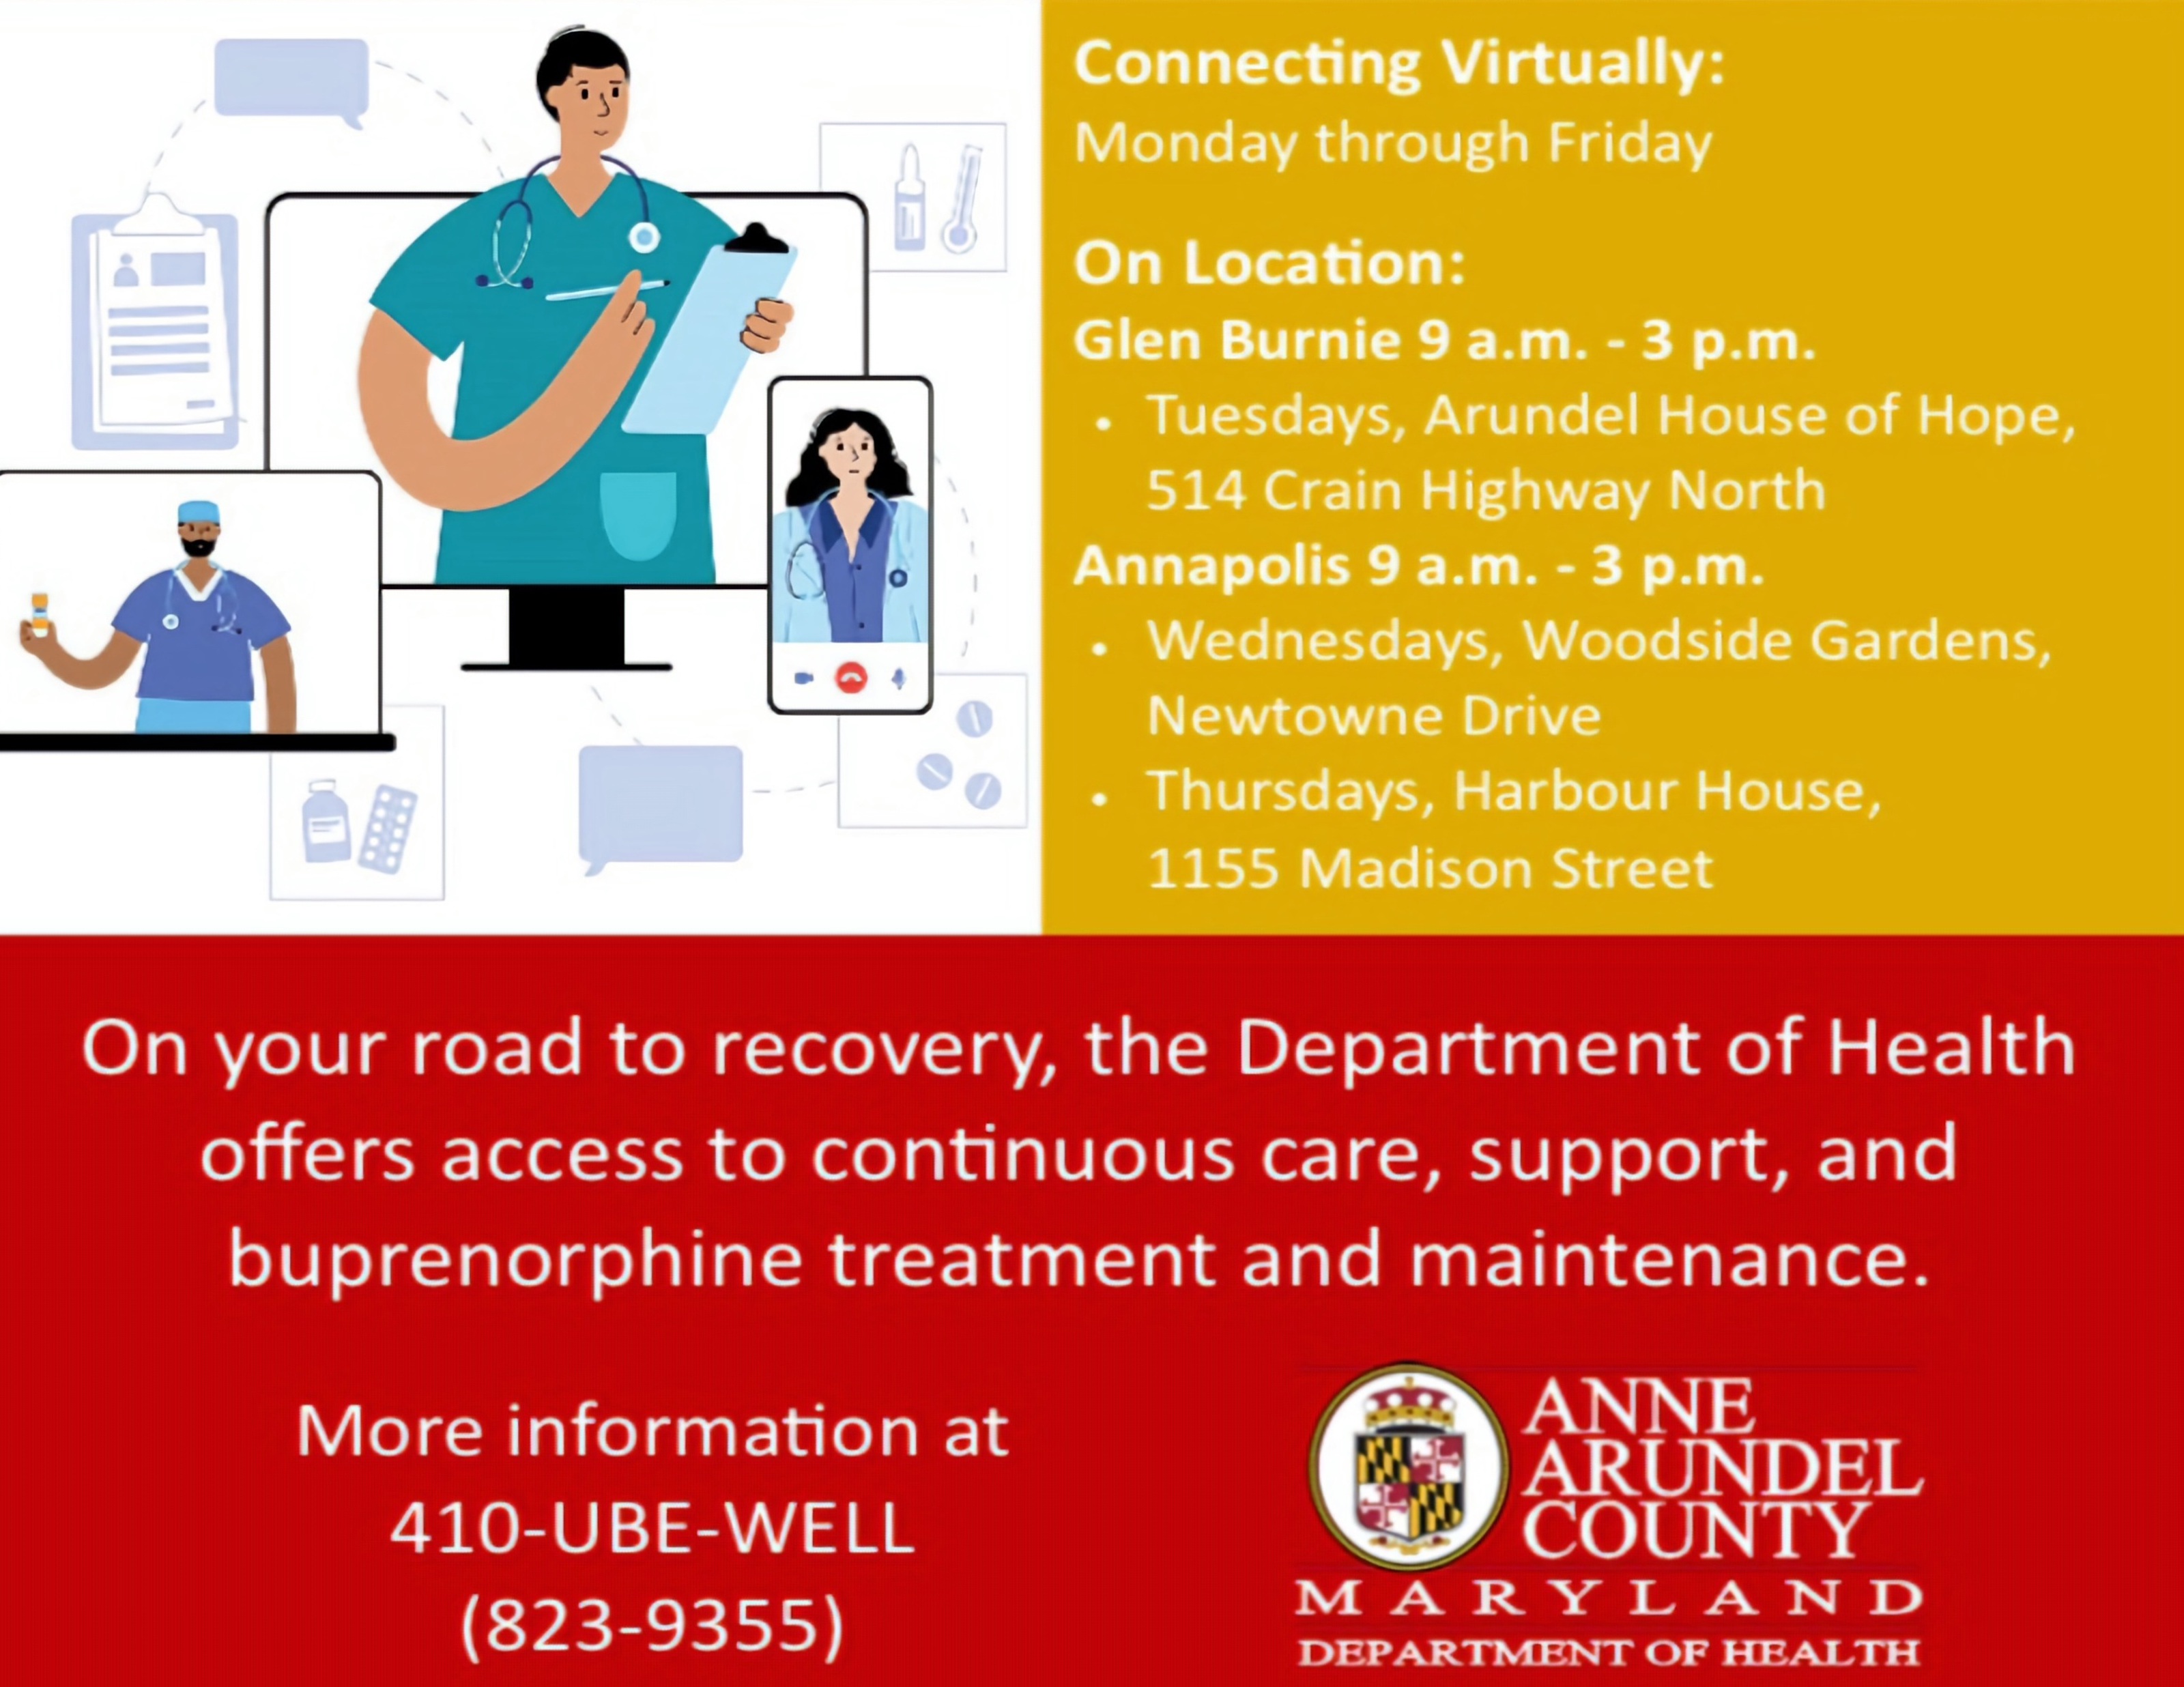 Connecting Virtually:
Monday through Friday
On Location:
Glen Burnie 9 a.m. - 3 p.m.
• Tuesdays, Arundel House of Hope,
514 Crain Highway North
Annapolis 9 a.m. - 3 p.m.
• Wednesdays, Woodside Gardens,
Newtowne Drive
• Thursdays, Harbour House,
1155 Madison Street
On your road to recovery, the Department of Health
offers access to continuous care, support, and
buprenorphine treatment and maintenance.
More information at
410-UBE-WELL
(823-9355)
ANNE
ARUNDEL
COUNTY
MARYLAND
DEPARTMENT OF HEALTH